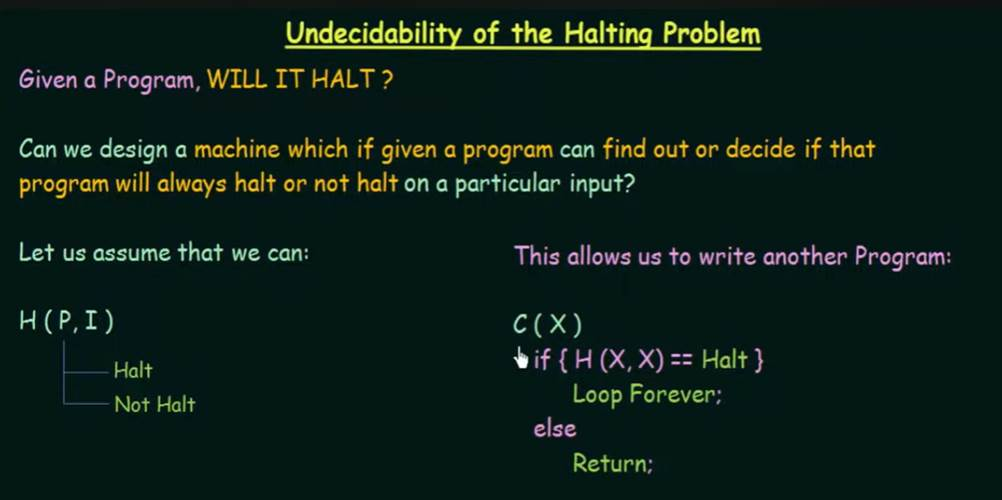 Undecidability of the Halting Problem
Given a Program, WILL IT HALT ?
Can we design a machine which if given a program can find out or decide if that
program will always halt or not halt on a particular input?
Let us assume that we can:
H ( P, I )
Halt
Not Halt
This allows us to write another Program:
C ( X )
if { H (X, X) == Halt }
Loop Forever;
else
Return;